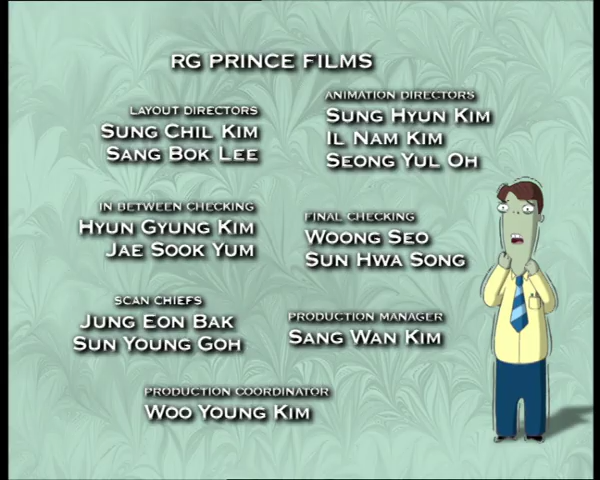 RG PRINCE FILMS
LAYOUT DIRECTORS
SUNG CHIL KIM
SANG BOK LEE
ANIMATION DIRECTORS
SUNG HYUN KIM
IL NAM KIM
SEONG YUL OH
IN BETWEEN CHECKING
HYUN GYUNG KIM
JAE SOOK YUM
FINAL CHECKING
WOONG SEO
SUN HWA SONG
SCAN CHIEFS
JUNG EON BAK
SUN YOUNG GOH
PRODUCTION MANAGER
SANG WAN KIM
PRODUCTION COORDINATOR
WOO YOUNG KIM